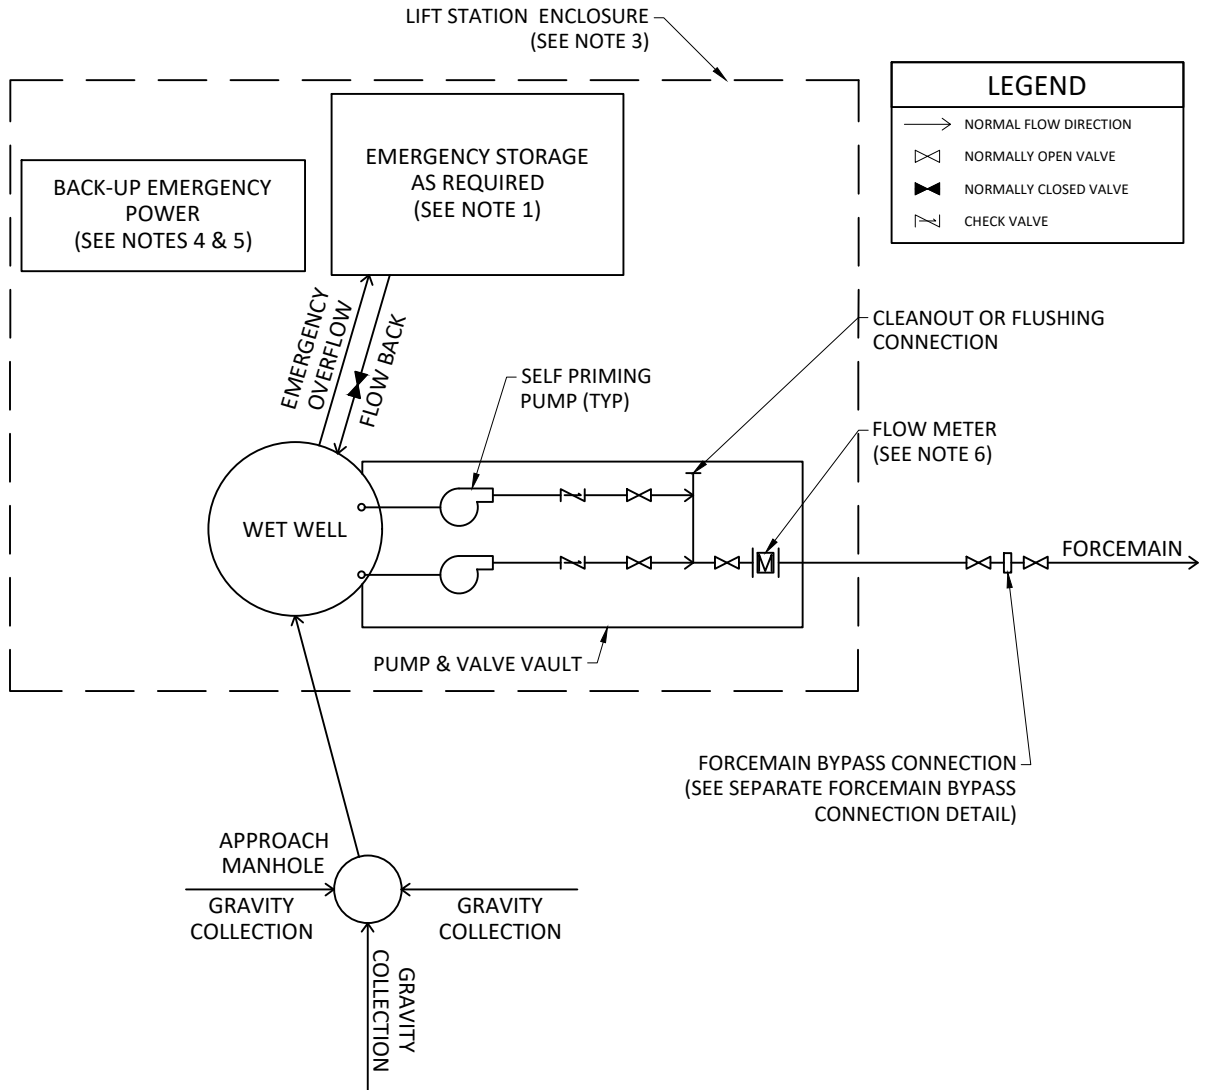 LIFT STATION ENCLOSURE
(SEE NOTE 3)
LEGEND
NORMAL FLOW DIRECTION
NORMALLY OPEN VALVE
NORMALLY CLOSED VALVE
CHECK VALVE
EMERGENCY STORAGE
AS REQUIRED
(SEE NOTE 1)
BACK-UP EMERGENCY
POWER
(SEE NOTES 4 & 5)
EMERGENCY
OVERFLOW
FLOW BACK
CLEANOUT OR FLUSHING
CONNECTION
SELF PRIMING
PUMP (TYP)
FLOW METER
(SEE NOTE 6)
WET WELL
M
FORCEMAIN
PUMP & VALVE VAULT
FORCEMAIN BYPASS CONNECTION
(SEE SEPARATE FORCEMAIN BYPASS
CONNECTION DETAIL)
APPROACH
MANHOLE
GRAVITY
COLLECTION
GRAVITY
COLLECTION
GRAVITY
COLLECTION